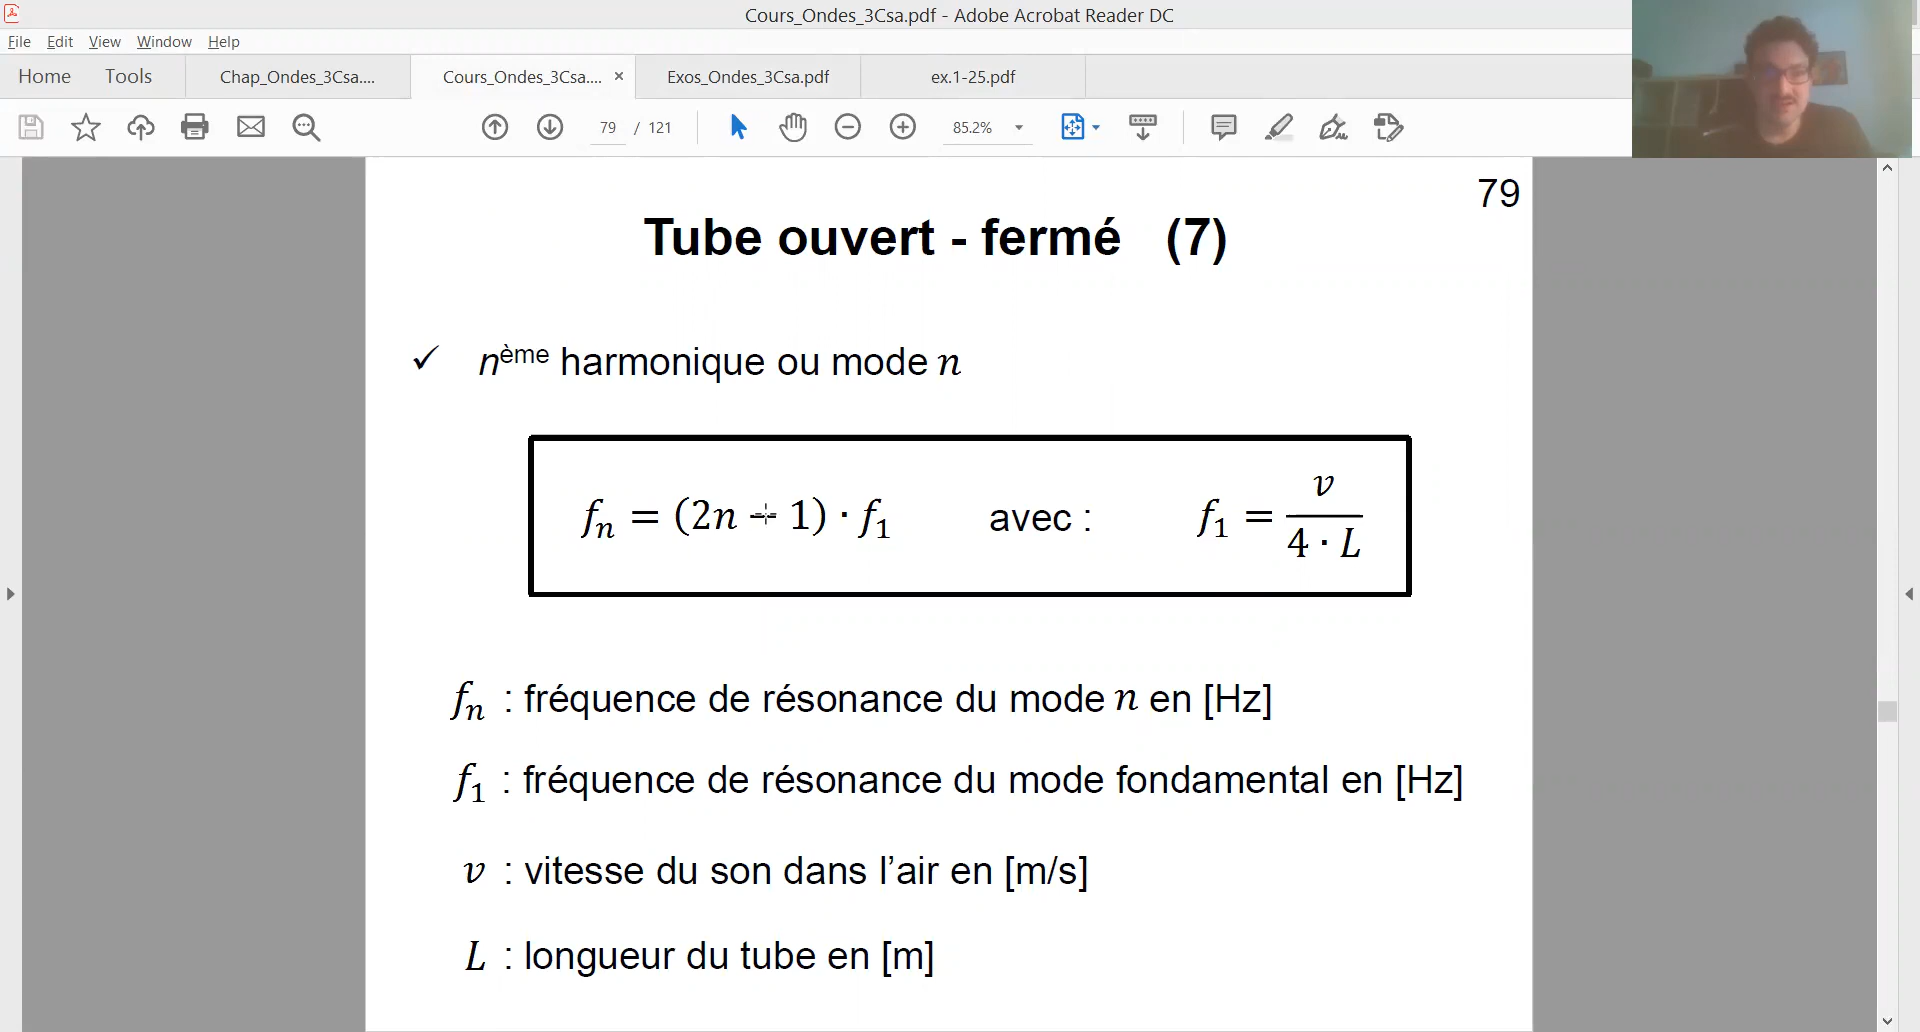 Cours_Ondes_3Csa.pdf - Adobe Acrobat Reader DC
File Edit View Window Help
Home Tools Chap_Ondes_3Csa.... Cours_Ondes_3Csa.... × Exos_Ondes_3Csa.pdf ex.1-25.pdf
79 / 121 85.2%
79
Tube ouvert - fermé (7)
✓ nème harmonique ou mode n
fn = (2n − 1) · f1 avec : f1 = v / (4 · L)
fn : fréquence de résonance du mode n en [Hz]
f1 : fréquence de résonance du mode fondamental en [Hz]
v : vitesse du son dans l’air en [m/s]
L : longueur du tube en [m]